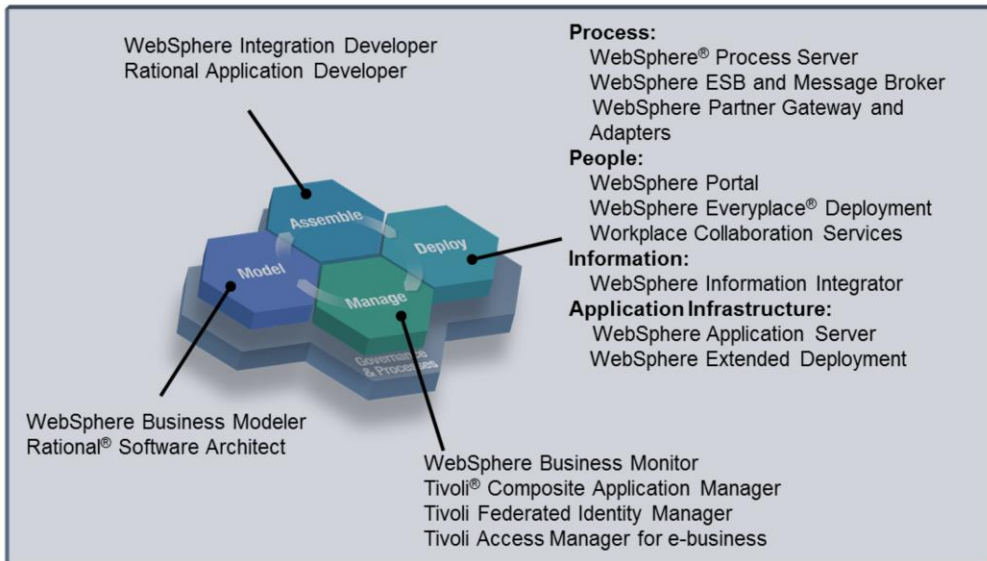 WebSphere Integration Developer
Rational Application Developer
Process:
WebSphere® Process Server
WebSphere ESB and Message Broker
WebSphere Partner Gateway and
Adapters
People:
WebSphere Portal
WebSphere Everyplace® Deployment
Workplace Collaboration Services
Information:
WebSphere Information Integrator
Application Infrastructure:
WebSphere Application Server
WebSphere Extended Deployment
Assemble
Deploy
Model
Manage
Governance
& Processes
WebSphere Business Modeler
Rational® Software Architect
WebSphere Business Monitor
Tivoli® Composite Application Manager
Tivoli Federated Identity Manager
Tivoli Access Manager for e-business